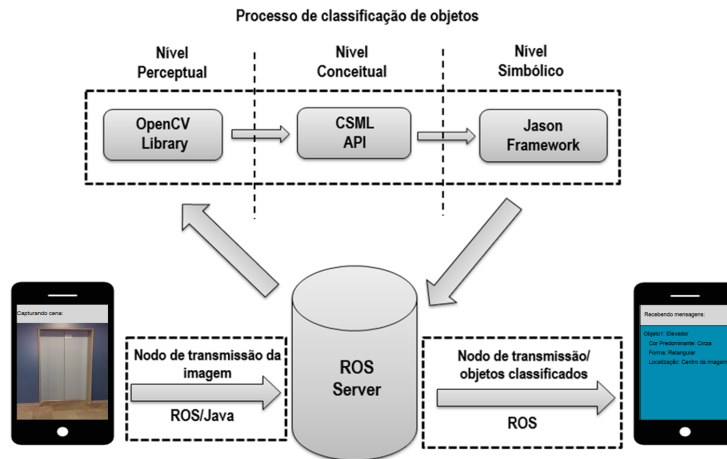 Processo de classificação de objetos
Nível
Perceptual
Nível
Conceitual
Nível
Simbólico
OpenCV
Library
CSML
API
Jason
Framework
Capturando cena:
Nodo de transmissão da
imagem
ROS/Java
ROS
Server
Nodo de transmissão/
objetos classificados
ROS
Recebendo mensagens:
Objeto1: Elevador
Cor Predominante: Cinza
Forma: Retangular
Localização: Centro da imagem